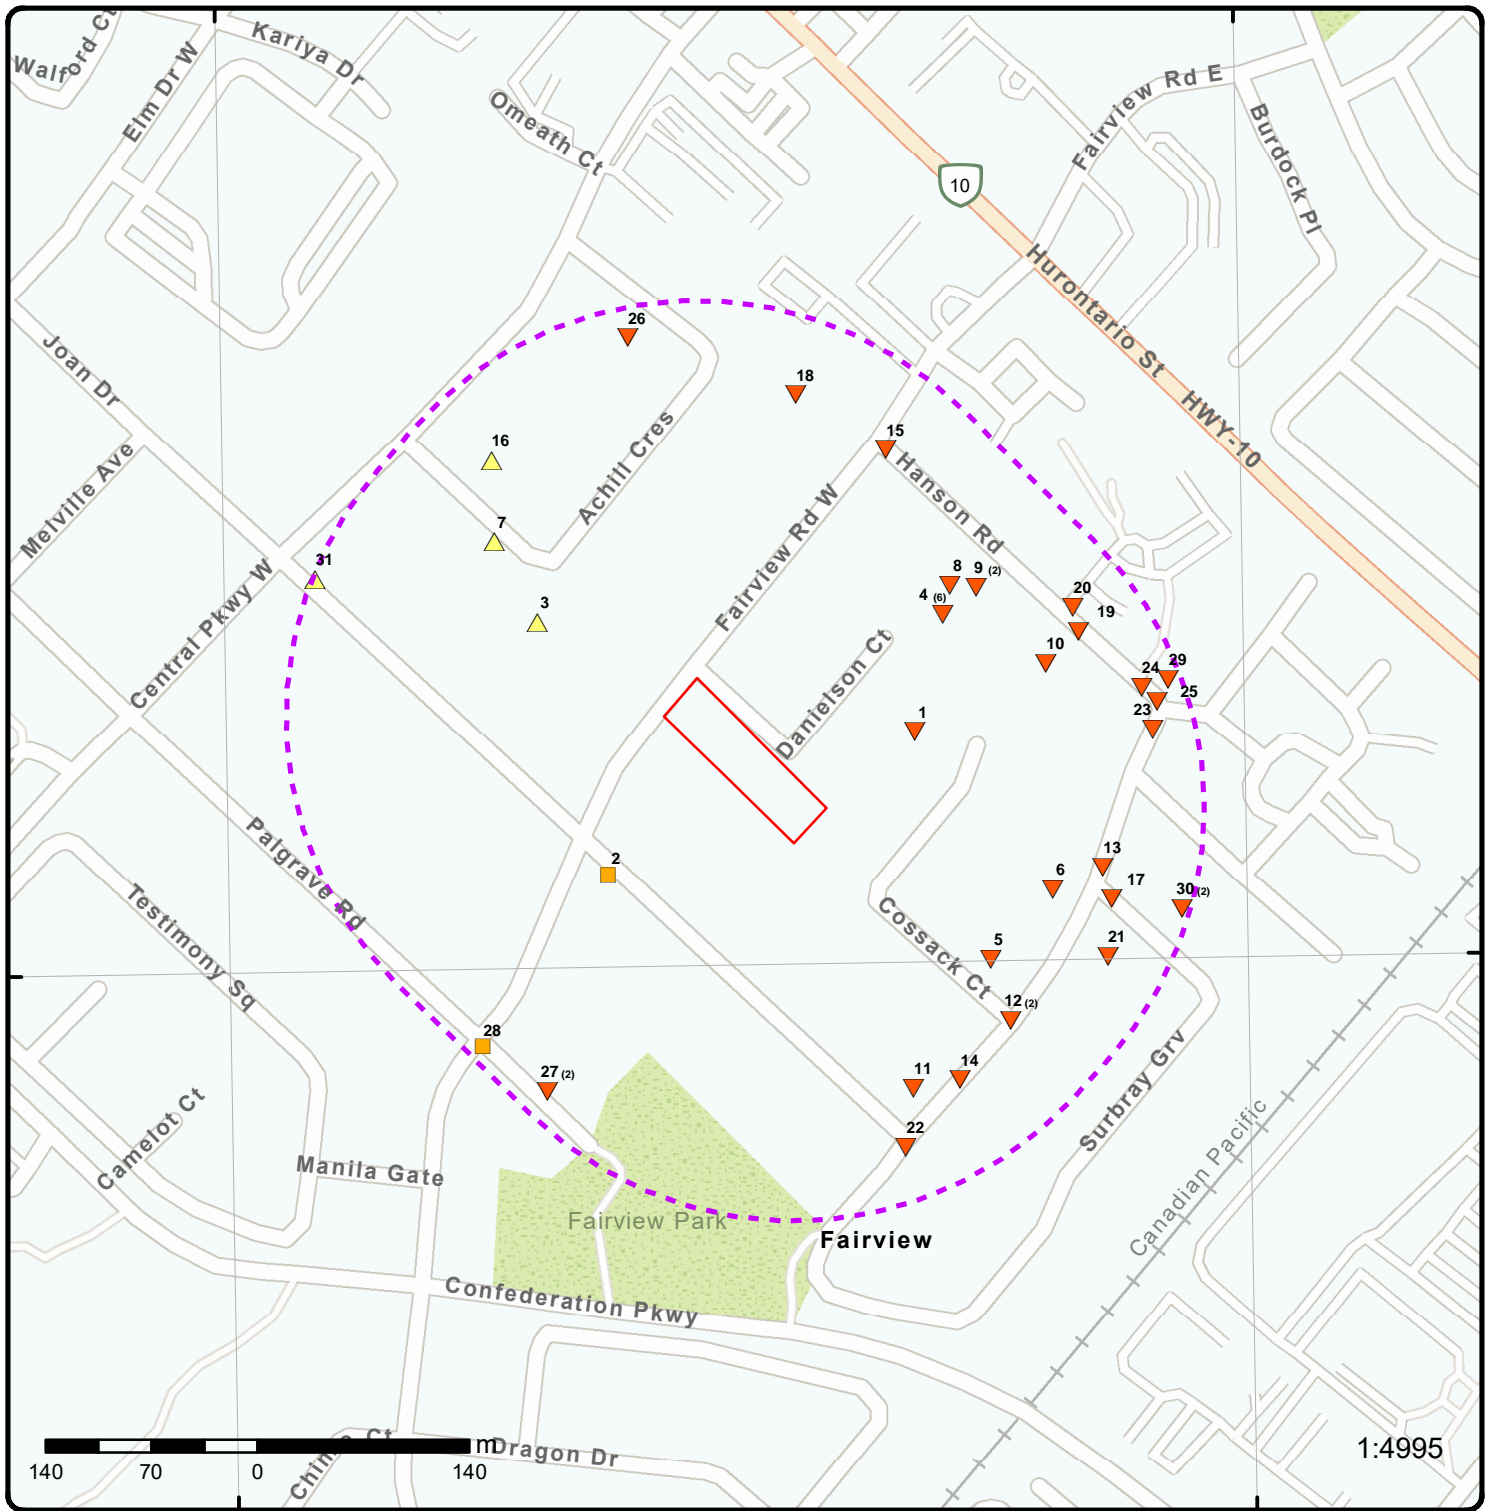 Walford Ct
Elm Dr W
Kariya Dr
Omeath Ct
Fairview Rd E
Burdock Pl
10
Hurontario St
HWY-10
Joan Dr
Melville Ave
Central Pkwy W
Achill Cres
Fairview Rd W
Hanson Rd
26
18
15
16
7
31
3
8
9 (2)
4 (6)
20
19
10
24
29
25
23
1
Danielson Ct
2
13
6
17
30 (2)
Palgrave Rd
Testimony Sq
Cossack Ct
5
21
12 (2)
28
27 (2)
11
14
22
Surbray Grv
Camelot Ct
Manila Gate
Canadian Pacific
Fairview Park
Fairview
Confederation Pkwy
Dragon Dr
Ct
m
140 70 0 140
1:4995